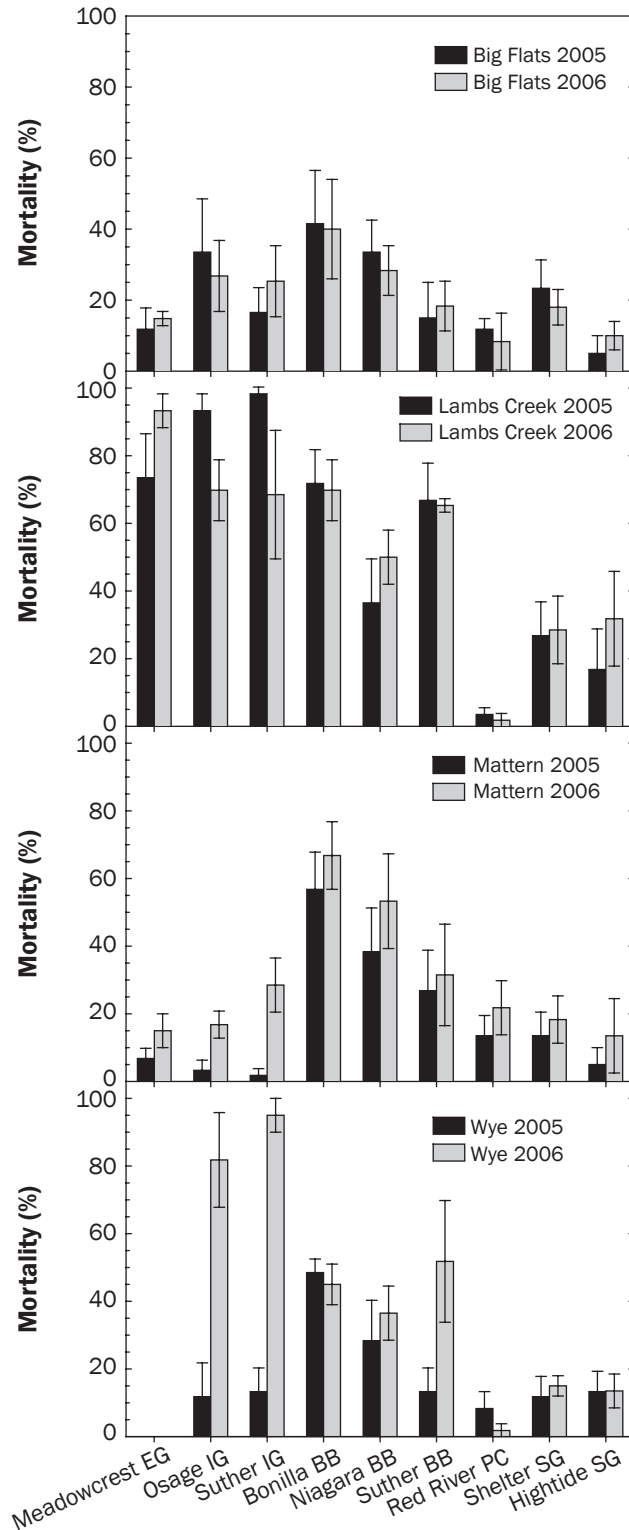 100
80
60
40
20
0
Mortality (%)
Big Flats 2005
Big Flats 2006
100
80
60
40
20
0
Mortality (%)
Lambs Creek 2005
Lambs Creek 2006
100
80
60
40
20
0
Mortality (%)
Mattern 2005
Mattern 2006
100
80
60
40
20
0
Mortality (%)
Wye 2005
Wye 2006
Meadowcrest EG
Osage IG
Suther IG
Bonilla BB
Niagara BB
Suther BB
Red River PC
Shelter SG
Hightide SG